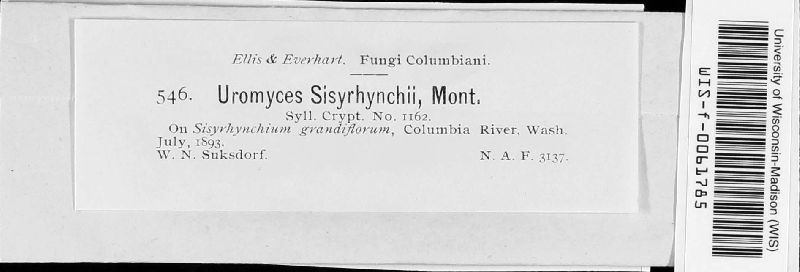 Ellis & Everhart. Fungi Columbiani.
546. Uromyces Sisyrhynchii, Mont.
Syll. Crypt. No. 1162.
On Sisyrhynchium grandiflorum, Columbia River, Wash.
July, 1893.
W. N. Suksdorf. N. A. F. 3137.
University of Wisconsin-Madison (WIS)
WIS-f-0061785